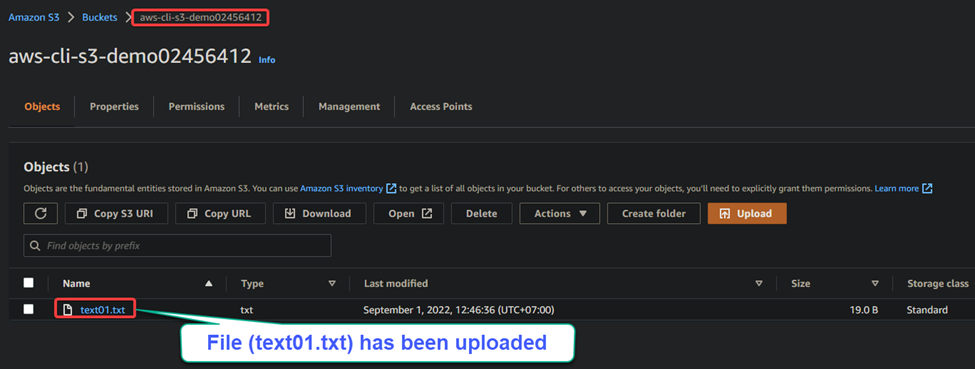 Amazon S3 > Buckets > aws-cli-s3-demo02456412
aws-cli-s3-demo02456412 Info
Objects Properties Permissions Metrics Management Access Points
Objects (1)
Objects are the fundamental entities stored in Amazon S3. You can use Amazon S3 inventory to get a list of all objects in your bucket. For others to access your objects, you'll need to explicitly grant them permissions. Learn more
Copy S3 URI Copy URL Download Open Delete Actions Create folder Upload
Find objects by prefix
Name Type Last modified Size Storage class
text01.txt txt September 1, 2022, 12:46:36 (UTC+07:00) 19.0 B Standard
File (text01.txt) has been uploaded